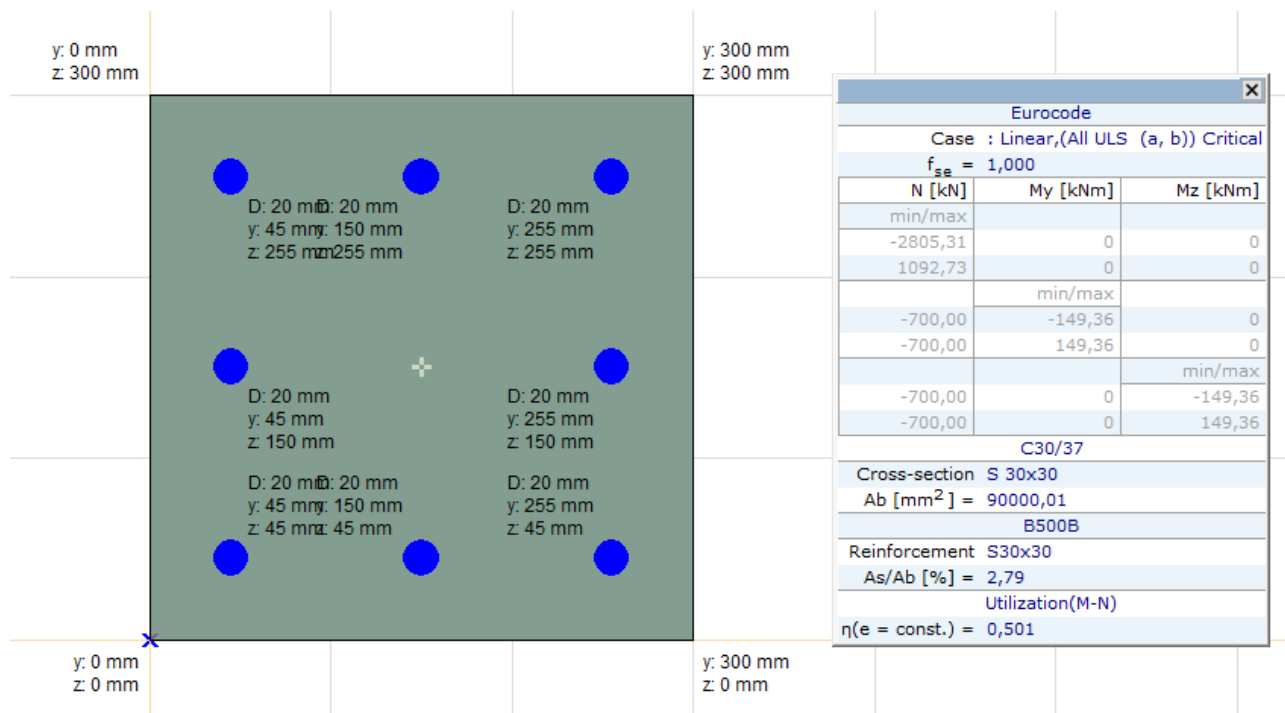 y: 0 mm
z: 300 mm
y: 300 mm
z: 300 mm
D: 20 mm
y: 45 mm
z: 255 mm
D: 20 mm
y: 150 mm
z: 255 mm
D: 20 mm
y: 255 mm
z: 255 mm
D: 20 mm
y: 45 mm
z: 150 mm
D: 20 mm
y: 255 mm
z: 150 mm
D: 20 mm
y: 45 mm
z: 45 mm
D: 20 mm
y: 150 mm
z: 45 mm
D: 20 mm
y: 255 mm
z: 45 mm
y: 0 mm
z: 0 mm
y: 300 mm
z: 0 mm
Eurocode
Case : Linear,(All ULS (a, b)) Critical
fse = 1,000
N [kN] My [kNm] Mz [kNm]
min/max
-2805,31 0 0
1092,73 0 0
min/max
-700,00 -149,36 0
-700,00 149,36 0
min/max
-700,00 0 -149,36
-700,00 0 149,36
C30/37
Cross-section S 30x30
Ab [mm²] = 90000,01
B500B
Reinforcement S30x30
As/Ab [%] = 2,79
Utilization(M-N)
η(e = const.) = 0,501